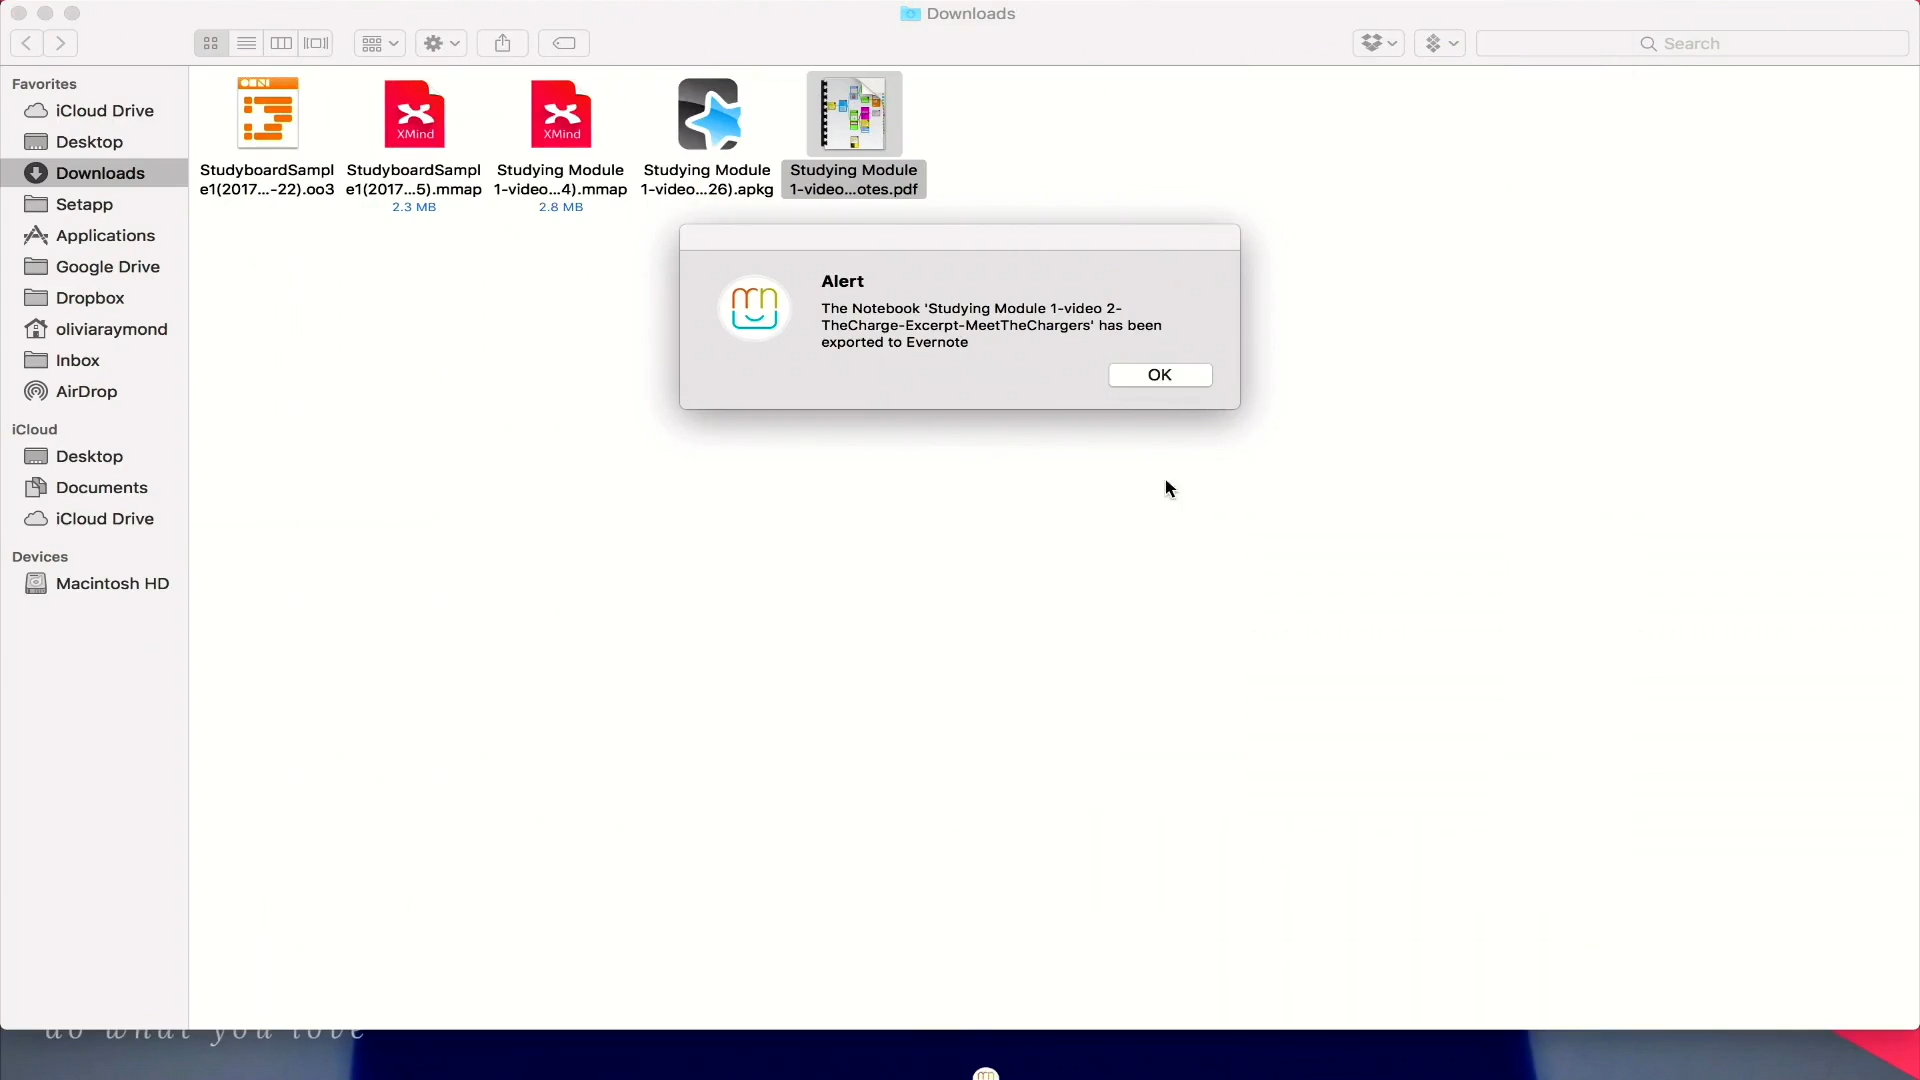 Downloads
Search
Favorites
iCloud Drive
Desktop
Downloads
Setapp
Applications
Google Drive
Dropbox
oliviaraymond
Inbox
AirDrop
iCloud
Desktop
Documents
iCloud Drive
Devices
Macintosh HD
XMind
XMind
StudyboardSampl
e1(2017...-22).oo3
StudyboardSampl
e1(2017...5).mmap
2.3 MB
Studying Module
1-video...4).mmap
2.8 MB
Studying Module
1-video...26).apkg
Studying Module
1-video...otes.pdf
Alert
The Notebook 'Studying Module 1-video 2-
TheCharge-Excerpt-MeetTheChargers' has been
exported to Evernote
OK
do what you love